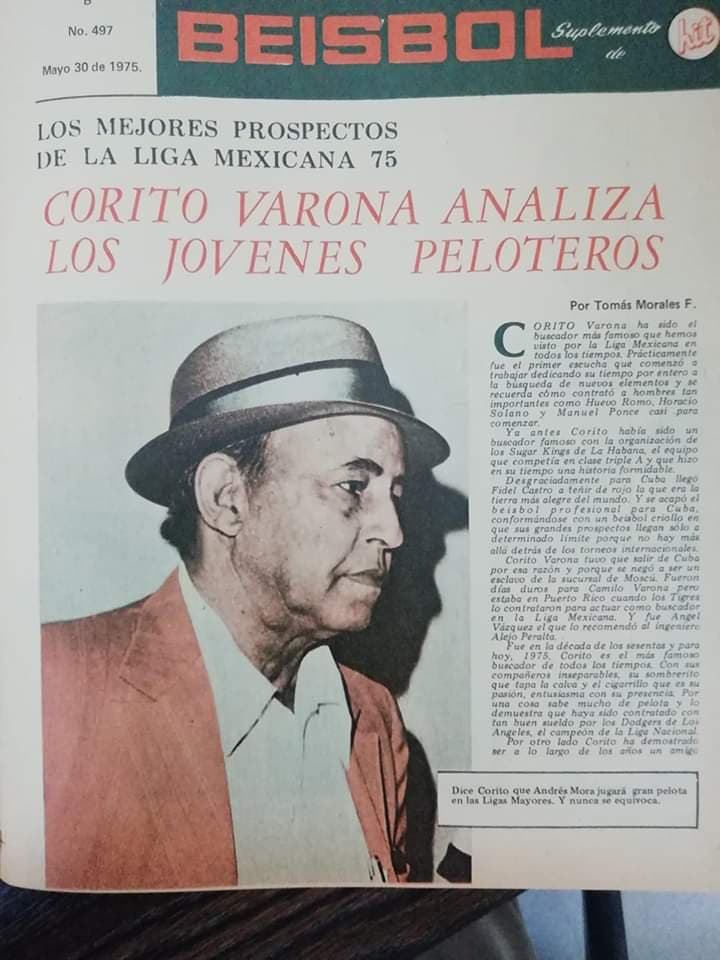 B
No. 497
Mayo 30 de 1975.
BEISBOL
Suplemento
de
hit
LOS MEJORES PROSPECTOS
DE LA LIGA MEXICANA 75
CORITO VARONA ANALIZA
LOS JOVENES PELOTEROS
Por Tomás Morales F.
CORITO Varona ha sido el
buscador más famoso que hemos
visto por la Liga Mexicana en
todos los tiempos. Prácticamente
fue el primer escucha que comenzó a
trabajar dedicando su tiempo por entero a
la búsqueda de nuevos elementos y se
recuerda cómo contrató a hombres tan
importantes como Huevo Romo, Horacio
Solano y Manuel Ponce casi para
comenzar.
Ya antes Corito había sido un
buscador famoso con la organización de
los Sugar Kings de La Habana, el equipo
que competía en clase triple A y que hizo
en su tiempo una historia formidable.
Desgraciadamente para Cuba llegó
Fidel Castro a teñir de rojo la que era la
tierra más alegre del mundo. Y se acapó el
beisbol profesional para Cuba,
conformándose con un beisbol criollo en
que sus grandes prospectos llegan sólo a
determinado límite porque no hay más
allá detrás de los torneos internacionales.
Corito Varona tuvo que salir de Cuba
por esa razón y porque se negó a ser un
esclavo de la sucursal de Moscú. Fueron
días duros para Camilo Varona pero
estaba en Puerto Rico cuando los Tigres
lo contrataron para actuar como buscador
en la Liga Mexicana. Y fue Angel
Vázquez el que lo recomendó al ingeniero
Alejo Peralta.
Fue en la década de los sesentas y para
hoy, 1975, Corito es el más famoso
buscador de todos los tiempos. Con sus
compañeros inseparables, su sombrerito
que tapa la calva y el cigarrillo que es su
pasión, entusiasma con su presencia. Por
una cosa sabe mucho de pelota y lo
demuestra que haya sido contratado con
tan buen sueldo por los Dodgers de Los
Angeles, el campeón de la Liga Nacional.
Por otro lado Corito ha demostrado
ser a lo largo de los años un amigo
Dice Corito que Andrés Mora jugará gran pelota
en las Ligas Mayores. Y nunca se equivoca.